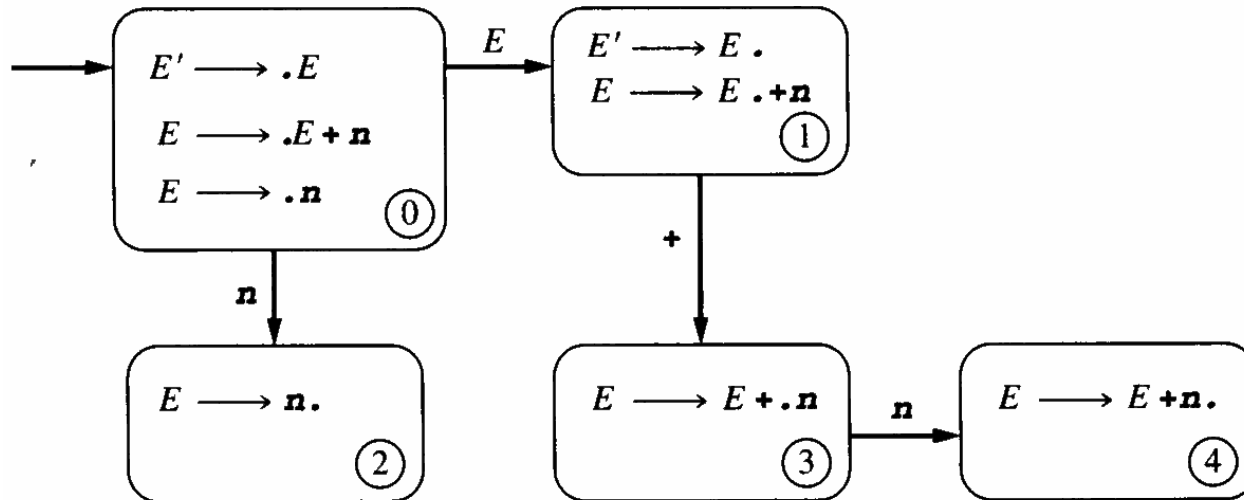 E' ⟶ .E
E ⟶ .E + n
E ⟶ .n
0
E
E' ⟶ E .
E ⟶ E .+n
1
n
+
E ⟶ n.
2
E ⟶ E + .n
3
n
E ⟶ E +n.
4